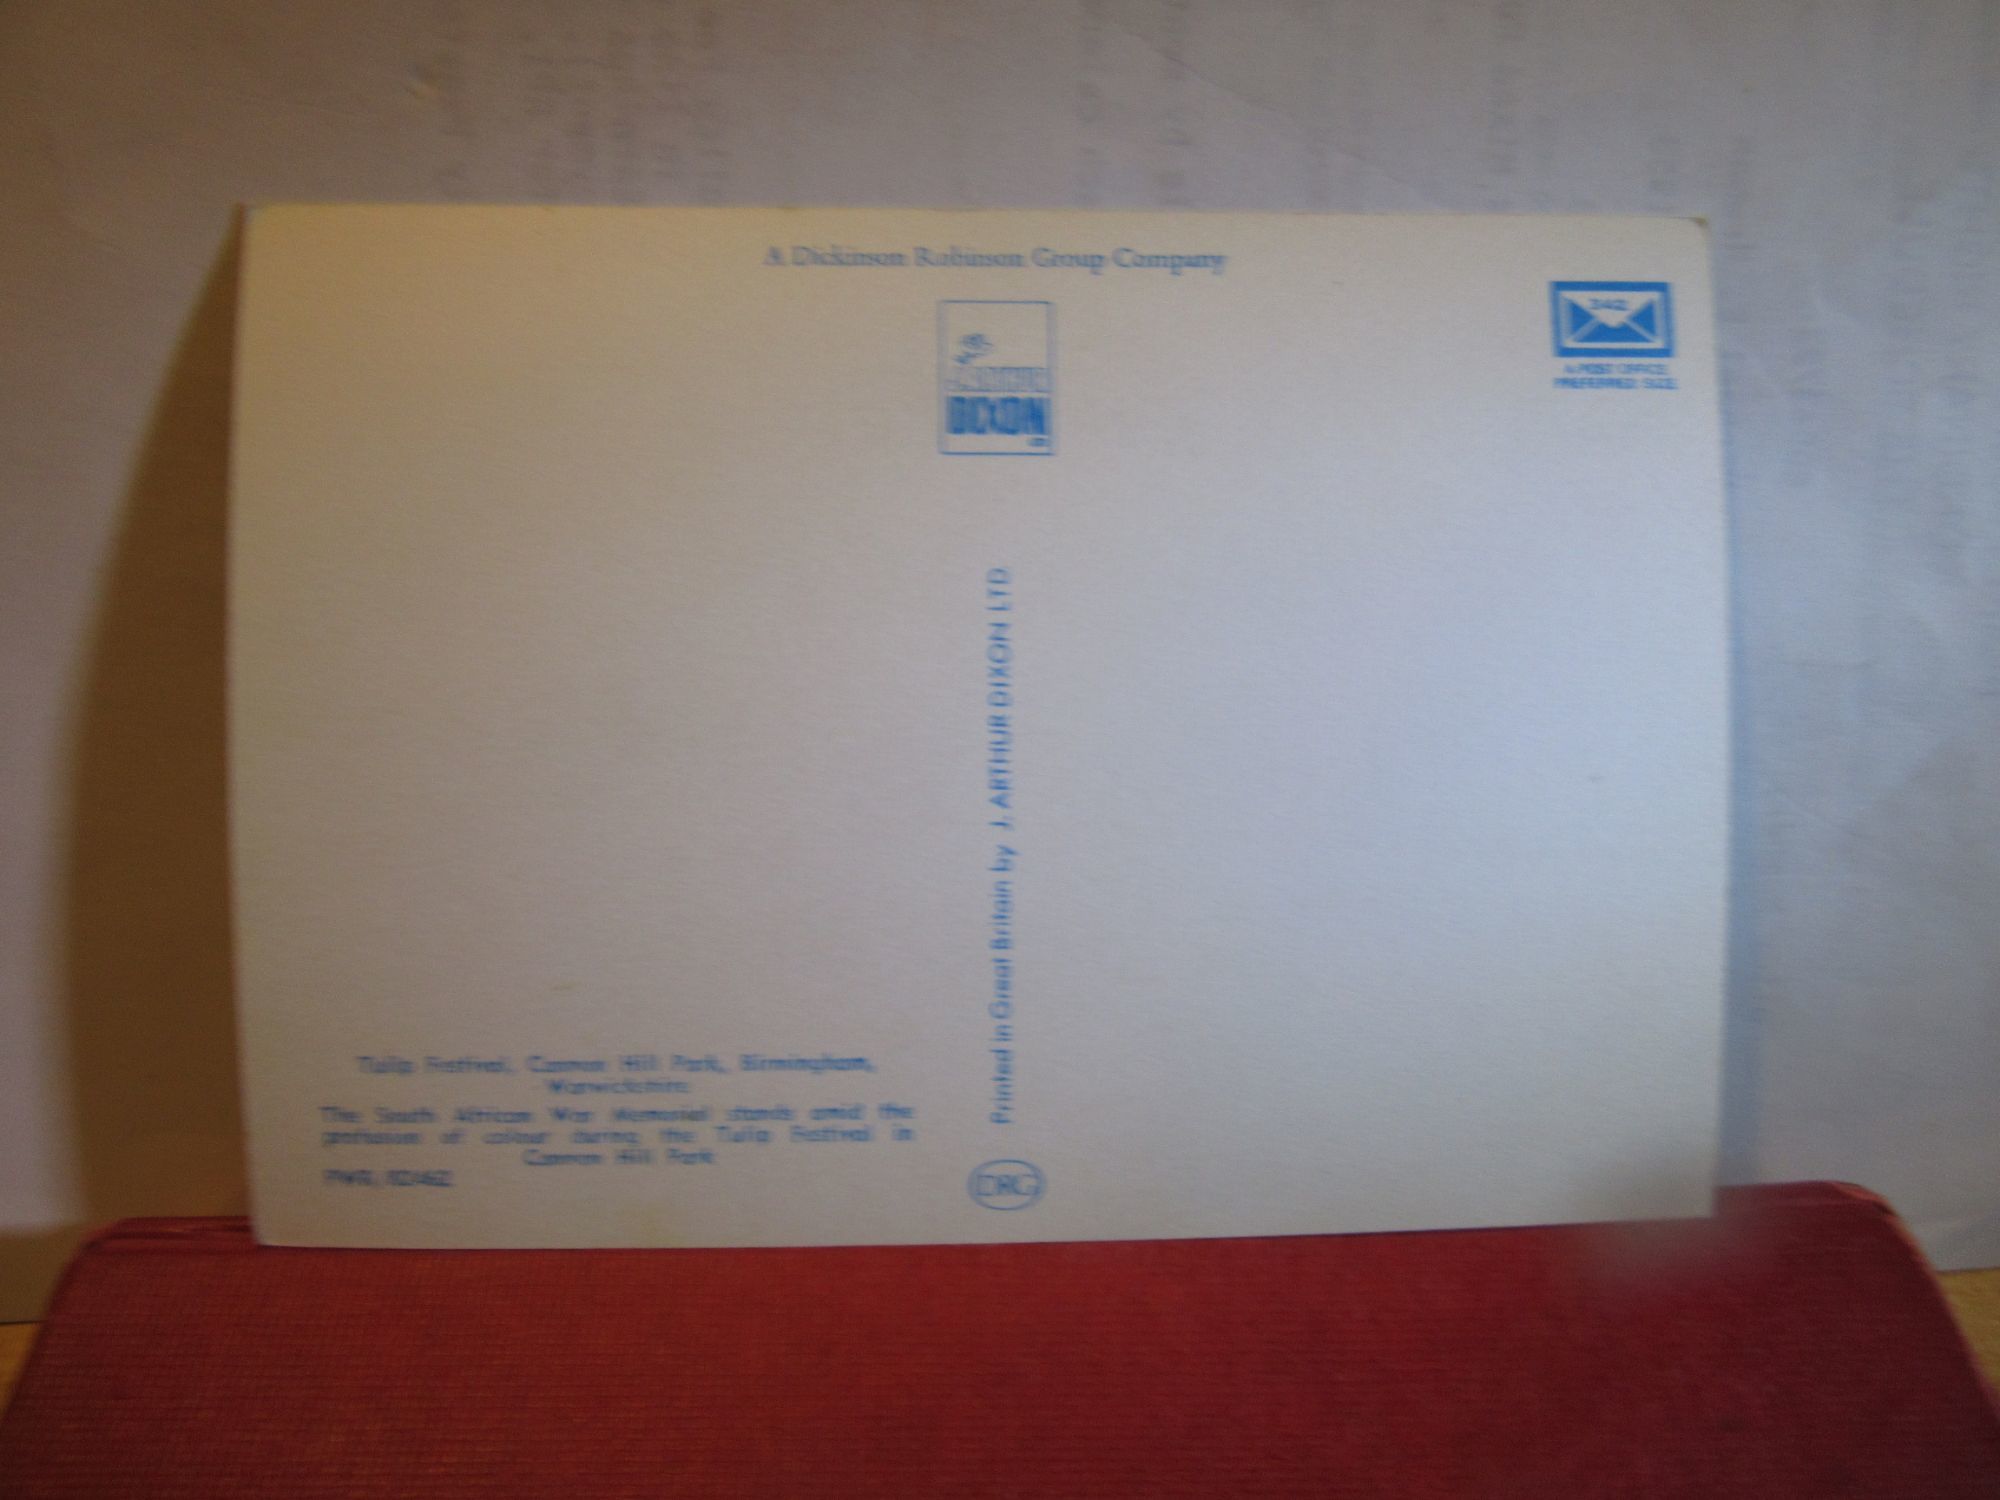 A Dickinson Robinson Group Company
342
A POST OFFICE
PREFERRED SIZE
J. ARTHUR
DIXON
Printed in Great Britain by J. ARTHUR DIXON LTD.
Tulip Festival, Cannon Hill Park, Birmingham,
Warwickshire
The South African War Memorial stands amid the
profusion of colour during the Tulip Festival in
Cannon Hill Park
DRG